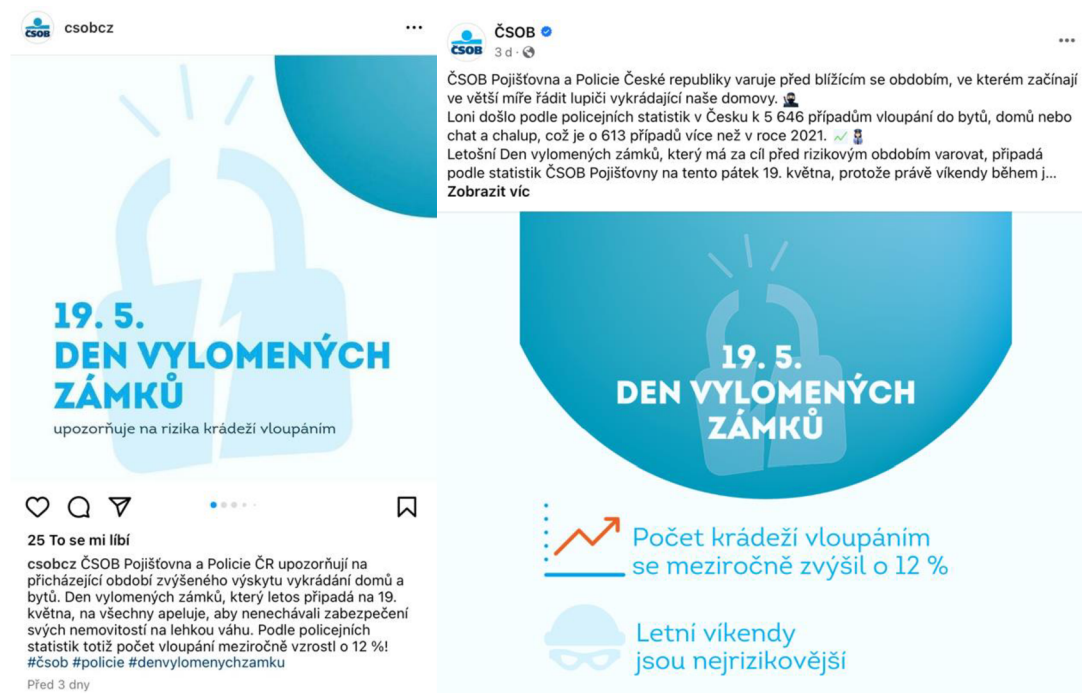 ČSOB
csobcz
19. 5.
DEN VYLOMENÝCH
ZÁMKŮ
upozorňuje na rizika krádeží vloupáním
25 To se mi líbí
csobcz ČSOB Pojišťovna a Policie ČR upozorňují na
přicházející období zvýšeného výskytu vykrádání domů a
bytů. Den vylomených zámků, který letos připadá na 19.
května, na všechny apeluje, aby nenechávali zabezpečení
svých nemovitostí na lehkou váhu. Podle policejních
statistik totiž počet vloupání meziročně vzrostl o 12 %!
#čsob #policie #denvylomenychzamku
Před 3 dny
ČSOB
ČSOB
3 d ·
ČSOB Pojišťovna a Policie České republiky varuje před blížícím se obdobím, ve kterém začínají
ve větší míře řádit lupiči vykrádající naše domovy.
Loni došlo podle policejních statistik v Česku k 5 646 případům vloupání do bytů, domů nebo
chat a chalup, což je o 613 případů více než v roce 2021.
Letošní Den vylomených zámků, který má za cíl před rizikovým obdobím varovat, připadá
podle statistik ČSOB Pojišťovny na tento pátek 19. května, protože právě víkendy během j...
Zobrazit víc
19. 5.
DEN VYLOMENÝCH
ZÁMKŮ
Počet krádeží vloupáním
se meziročně zvýšil o 12 %
Letní víkendy
jsou nejrizikovější